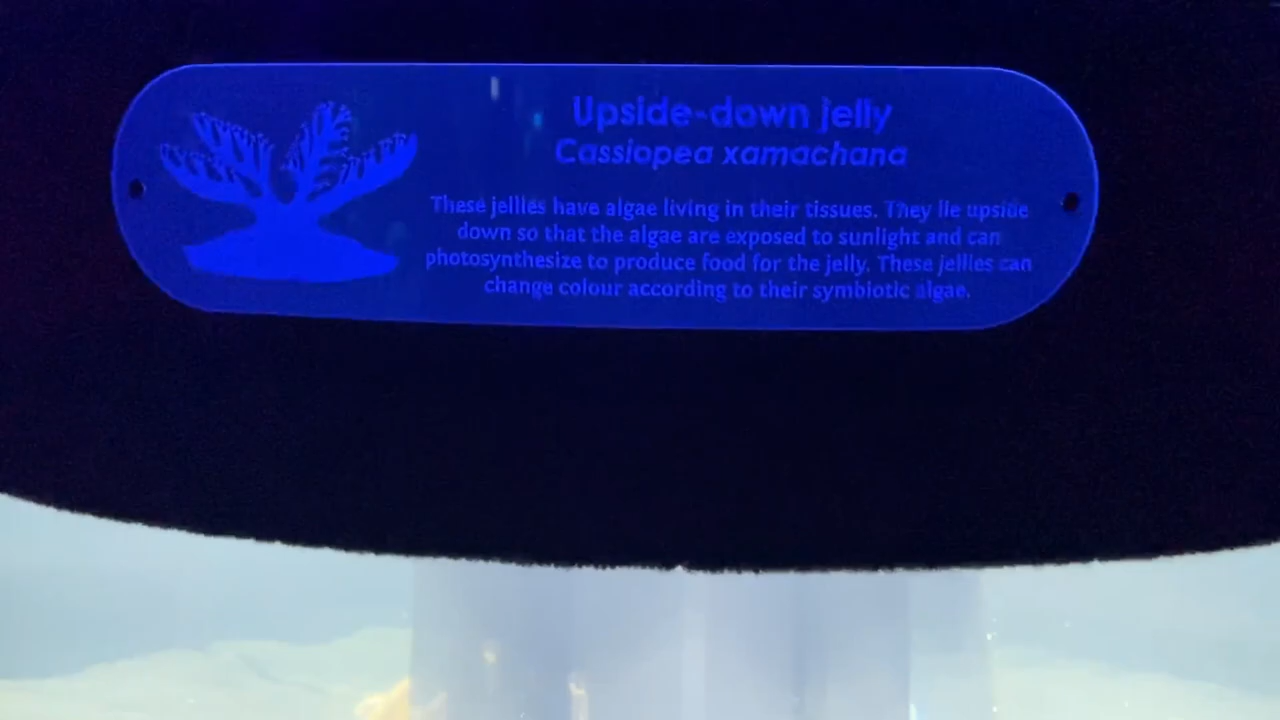 Upside-down jelly
Cassiopea xamachana
These jellies have algae living in their tissues. They lie upside
down so that the algae are exposed to sunlight and can
photosynthesize to produce food for the jelly. These jellies can
change colour according to their symbiotic algae.